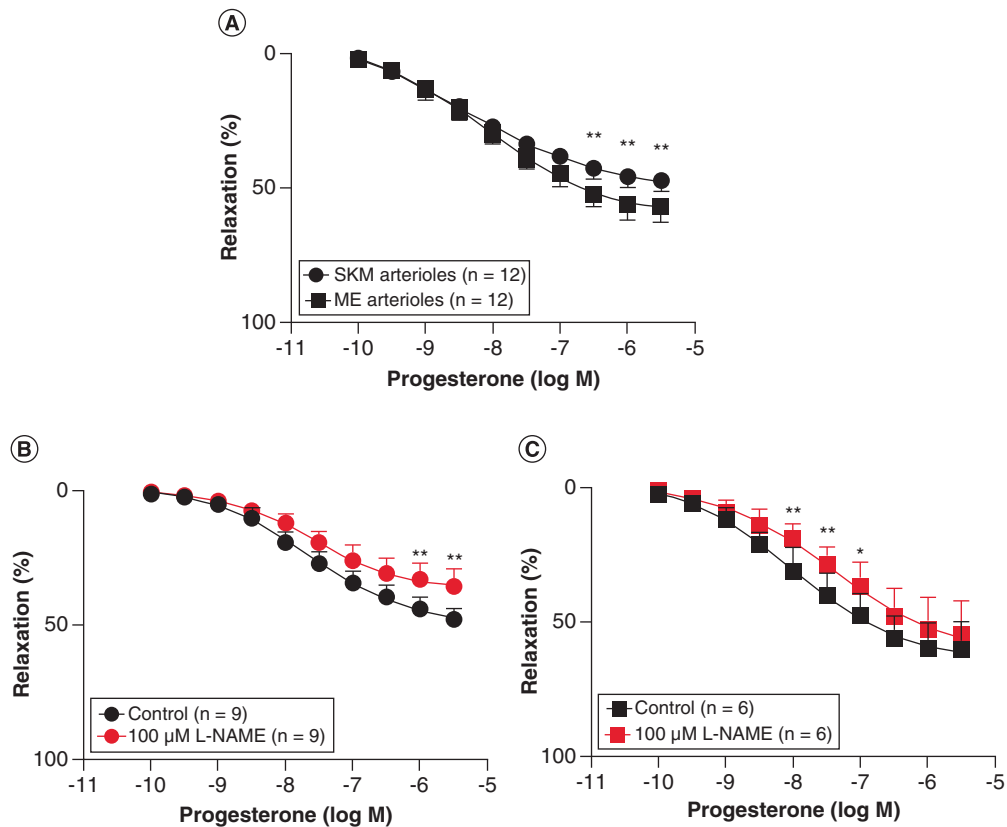 A
0
50
100
Relaxation (%)
** ** **
SKM arterioles (n = 12)
ME arterioles (n = 12)
-11 -10 -9 -8 -7 -6 -5
Progesterone (log M)
B
0
50
100
Relaxation (%)
** **
Control (n = 9)
100 µM L-NAME (n = 9)
-11 -10 -9 -8 -7 -6 -5
Progesterone (log M)
C
0
50
100
Relaxation (%)
** ** *
Control (n = 6)
100 µM L-NAME (n = 6)
-11 -10 -9 -8 -7 -6 -5
Progesterone (log M)